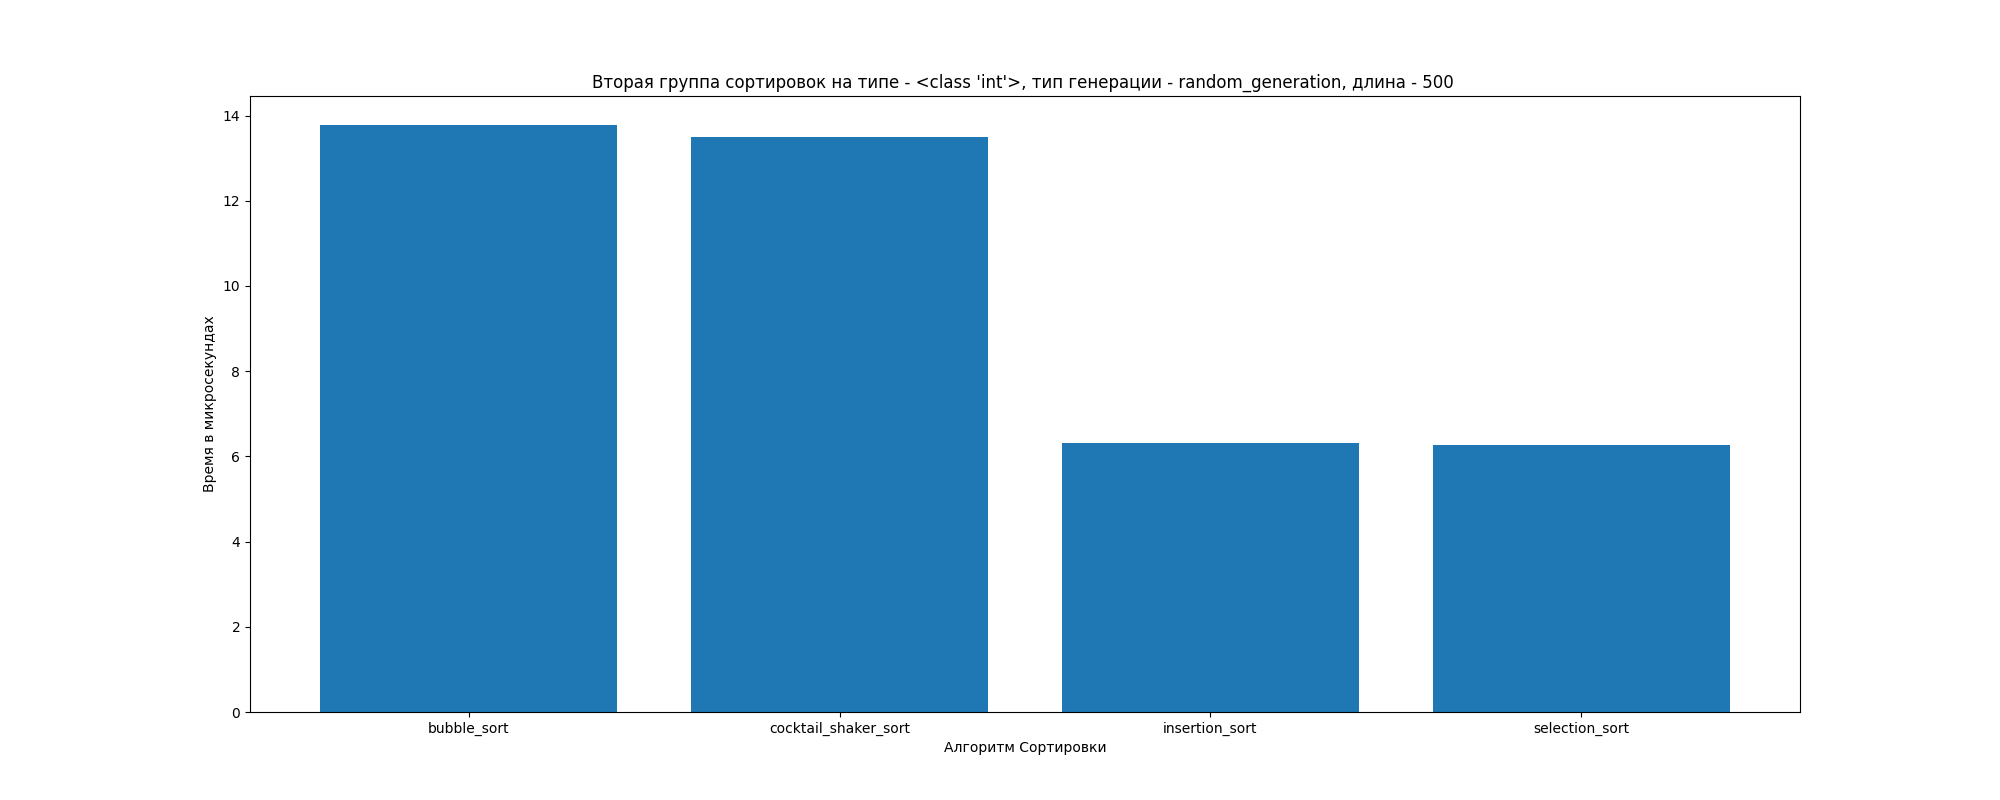 Вторая группа сортировок на типе - <class 'int'>, тип генерации - random_generation, длина - 500
14
12
10
8
6
4
2
0
Время в микросекундах
bubble_sort
cocktail_shaker_sort
insertion_sort
selection_sort
Алгоритм Сортировки